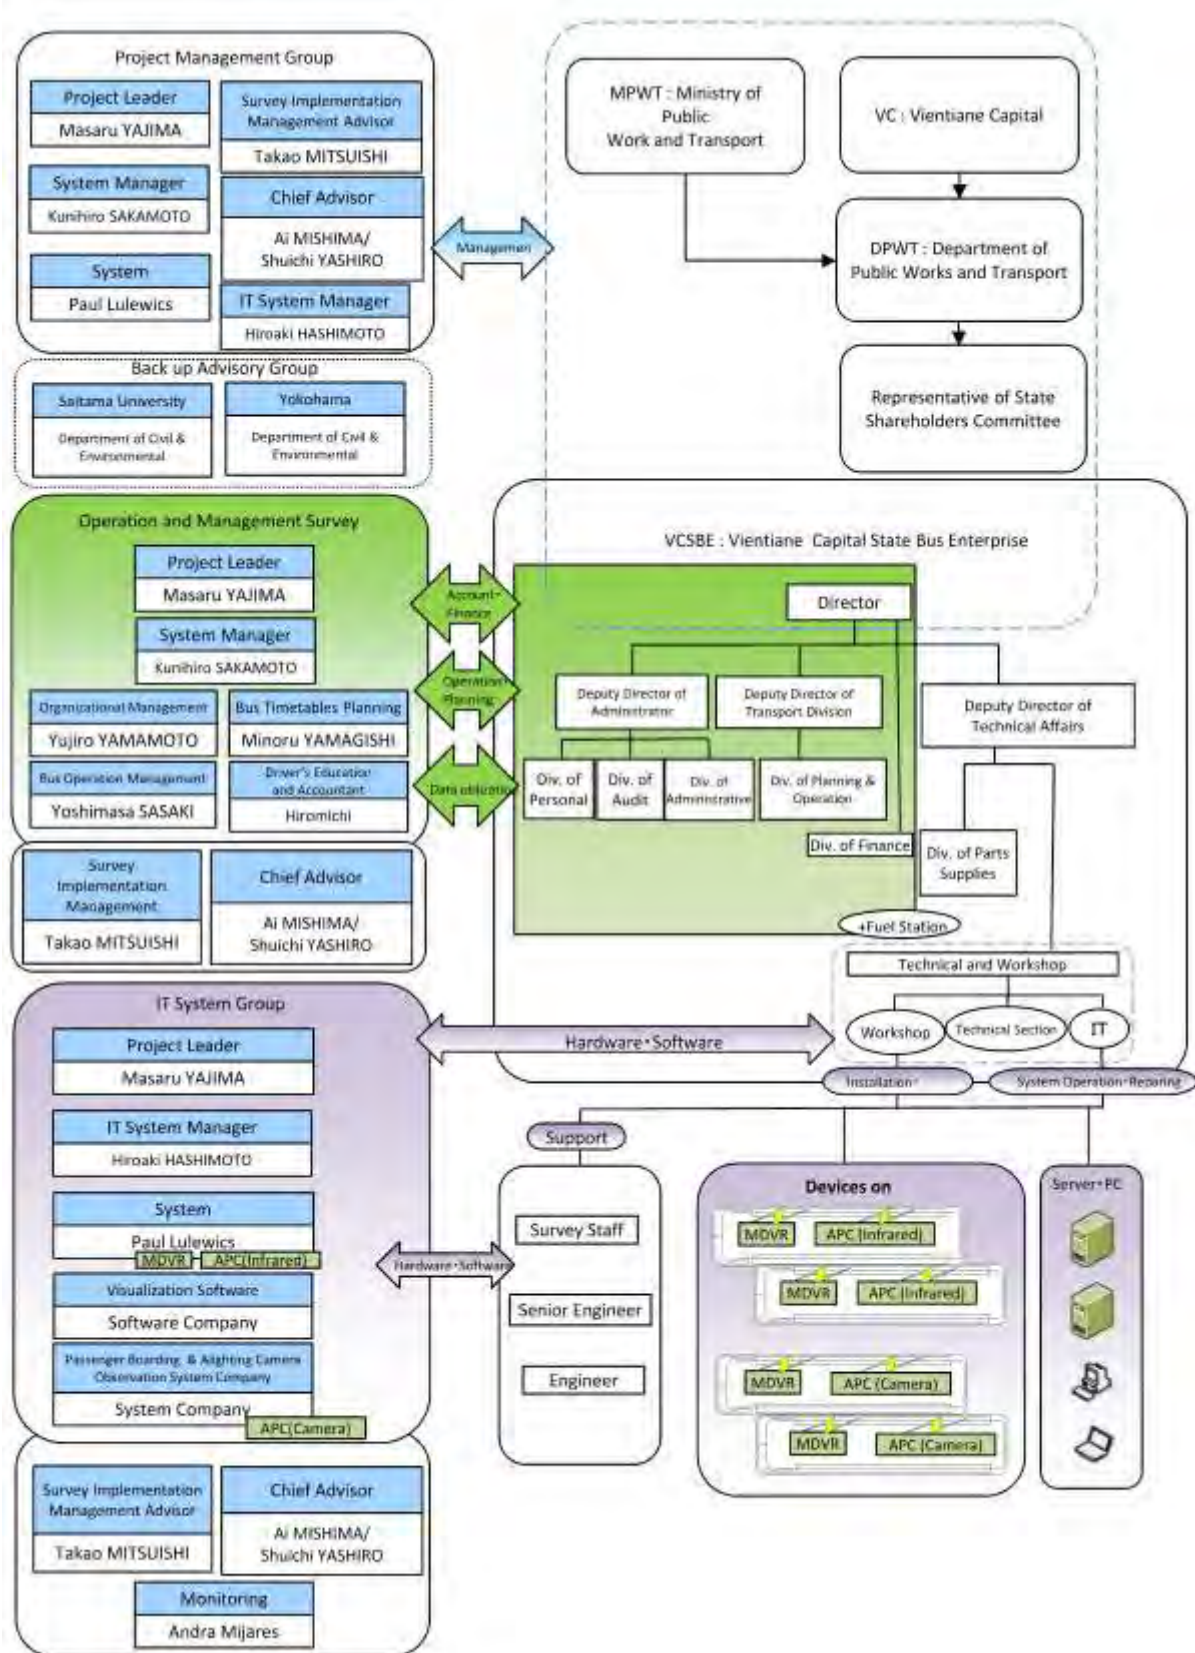 Project Management Group
Project Leader
Masaru YAJIMA
Survey Implementation
Management Advisor
Takao MITSUISHI
System Manager
Kunihiro SAKAMOTO
Chief Advisor
Ai MISHIMA/
Shuichi YASHIRO
System
Paul Lulewics
IT System Manager
Hiroaki HASHIMOTO
Managemen
MPWT : Ministry of
Public
Work and Transport
VC : Vientiane Capital
DPWT : Department of
Public Works and Transport
Representative of State
Shareholders Committee
Back up Advisory Group
Saitama University
Department of Civil &
Environmental
Yokohama
Department of Civil &
Environmental
Operation and Management Survey
Project Leader
Masaru YAJIMA
System Manager
Kunihiro SAKAMOTO
Organizational Management
Yujiro YAMAMOTO
Bus Timetables Planning
Minoru YAMAGISHI
Bus Operation Management
Yoshimasa SASAKI
Driver's Education
and Accountant
Hiromichi
Survey
Implementation
Management
Takao MITSUISHI
Chief Advisor
Ai MISHIMA/
Shuichi YASHIRO
Account・
Finance
Operation・
Planning
Data
VCSBE : Vientiane Capital State Bus Enterprise
Director
Deputy Director of
Administrator
Deputy Director of
Transport Division
Deputy Director of
Technical Affairs
Div. of
Personal
Div. of
Audit
Div. of
Administrative
Div. of Planning &
Operation
Div. of Finance
Div. of Parts
Supplies
+Fuel Station
Technical and Workshop
Workshop
Technical Section
IT
Installation・
System Operation・Reparing
IT System Group
Project Leader
Masaru YAJIMA
IT System Manager
Hiroaki HASHIMOTO
System
Paul Lulewics
MDVR
APC(Infrared)
Visualization Software
Software Company
Passenger Boarding & Alighting Camera
Observation System Company
System Company
APC(Camera)
Hardware・Software
Hardware・Software
Support
Survey Staff
Senior Engineer
Engineer
Devices on
MDVR
APC (Infrared)
MDVR
APC (Infrared)
MDVR
APC (Camera)
MDVR
APC (Camera)
Server・PC
Survey Implementation
Management Advisor
Takao MITSUISHI
Chief Advisor
Ai MISHIMA/
Shuichi YASHIRO
Monitoring
Andra Mijares